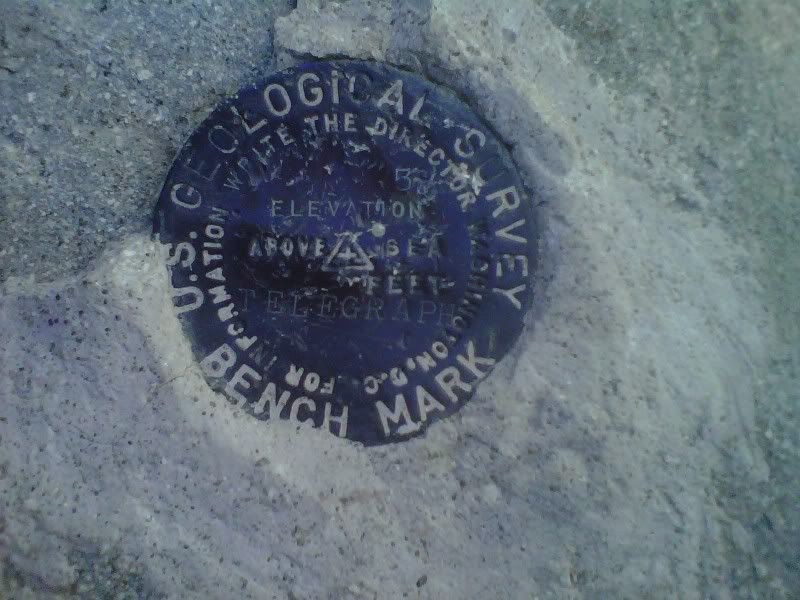 U.S. GEOLOGICAL SURVEY
BENCH MARK
FOR INFORMATION WRITE THE DIRECTOR WASHINGTON, D.C.
ELEVATION
ABOVE SEA
FEET
TELEGRAPH